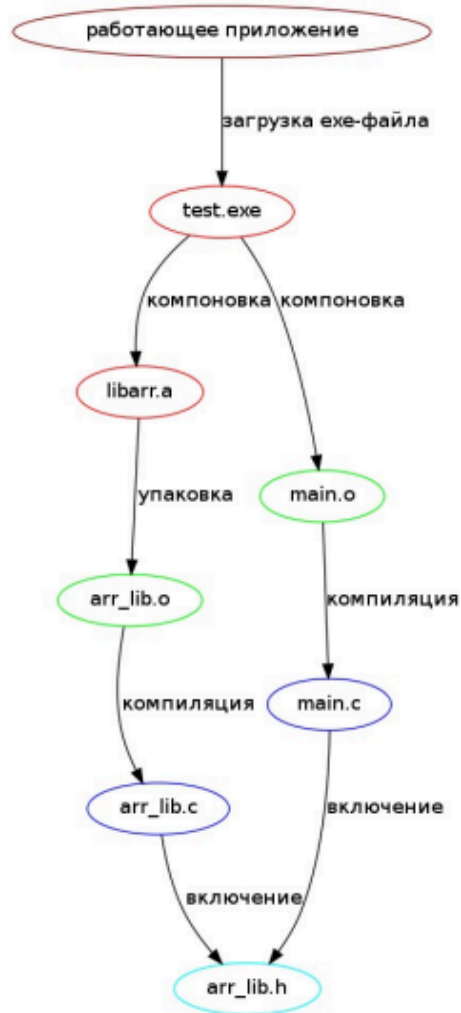 работающее приложение
загрузка exe-файла
test.exe
компоновка
компоновка
libarr.a
упаковка
main.o
arr_lib.o
компиляция
компиляция
main.c
arr_lib.c
включение
включение
arr_lib.h